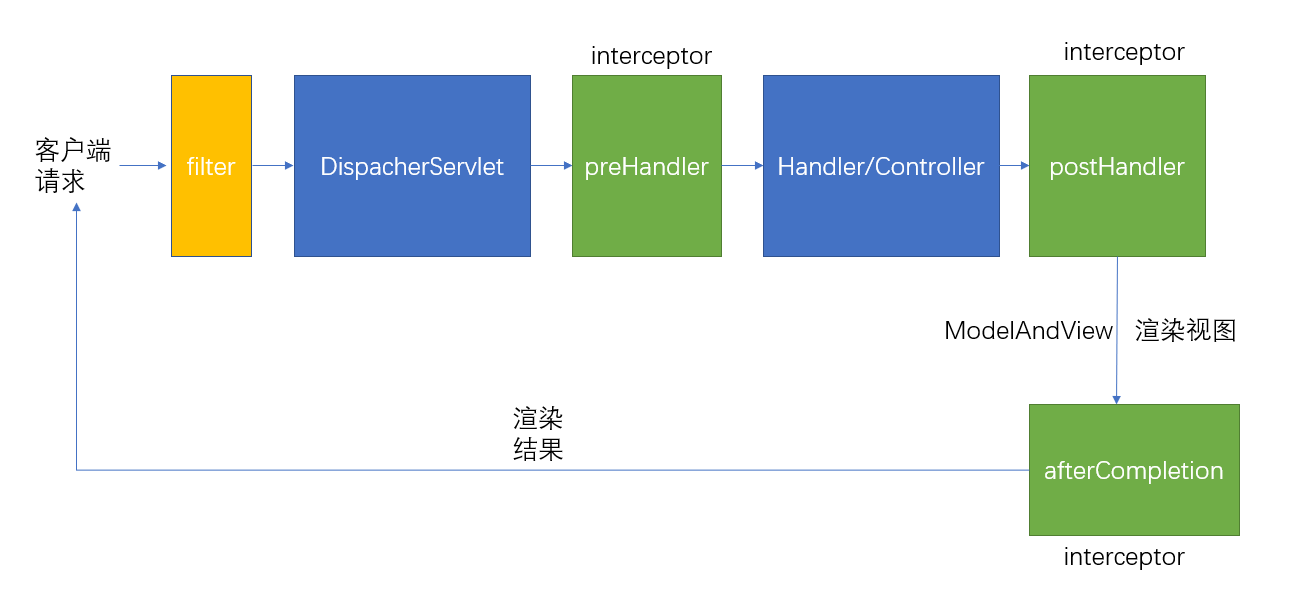 interceptor
interceptor
客户端
请求
filter
DispacherServlet
preHandler
Handler/Controller
postHandler
ModelAndView
渲染视图
渲染
结果
afterCompletion
interceptor